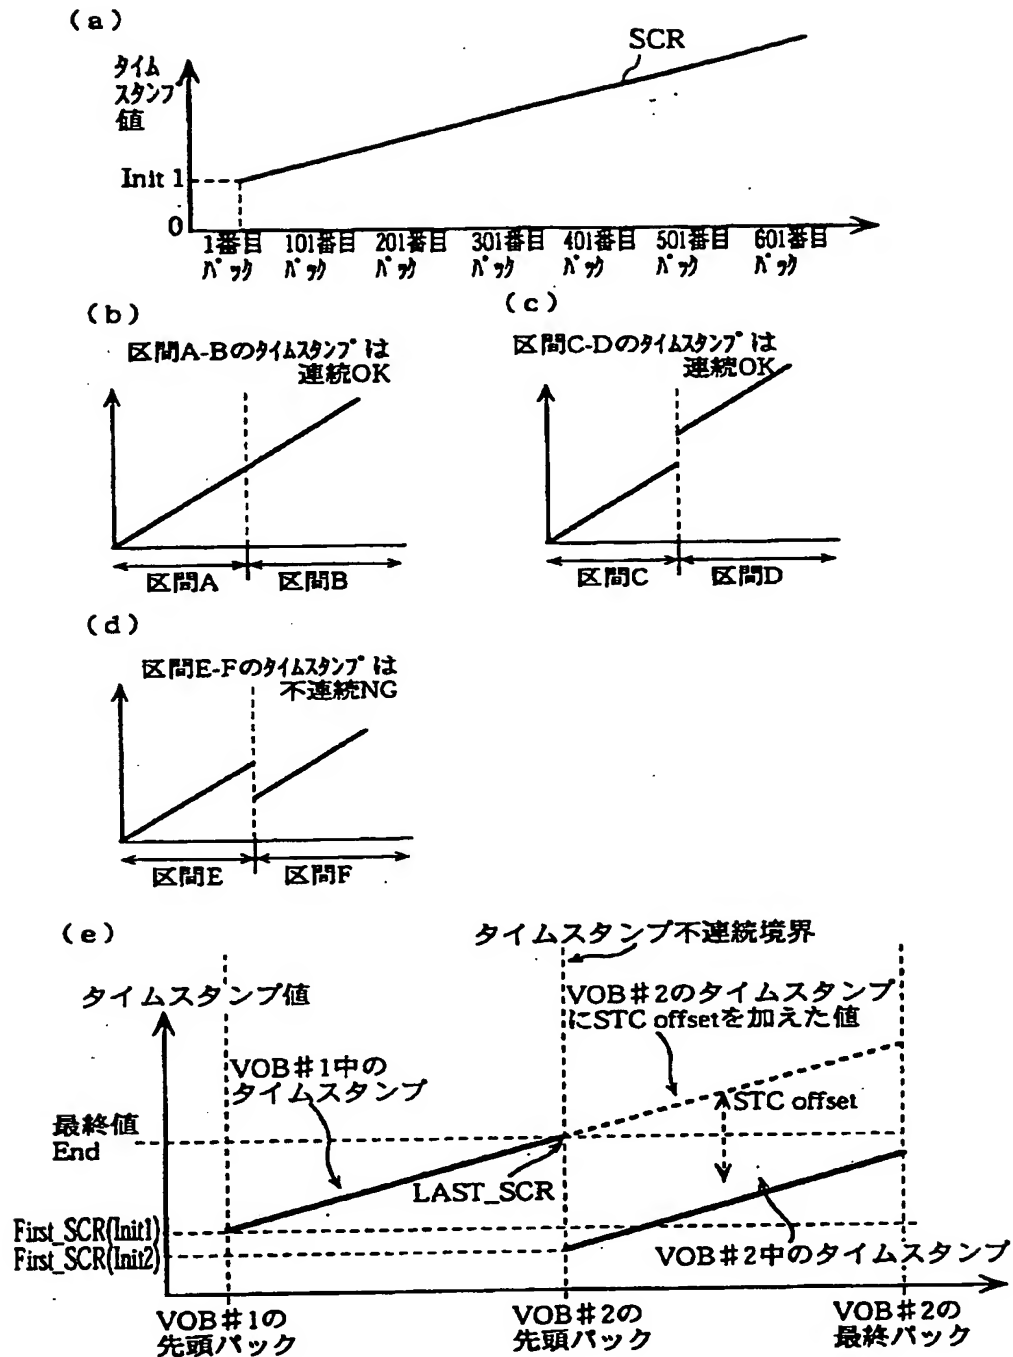 (a)
SCR
タイム
スタンプ
値
Init 1
0
1番目 101番目 201番目 301番目 401番目 501番目 601番目
パック パック パック パック パック パック パック
(b)
区間A-Bのタイムスタンプは
連続OK
区間A 区間B
(c)
区間C-Dのタイムスタンプは
連続OK
区間C 区間D
(d)
区間E-Fのタイムスタンプは
不連続NG
区間E 区間F
(e)
タイムスタンプ不連続境界
タイムスタンプ値
VOB#2のタイムスタンプ
にSTC offsetを加えた値
VOB#1中の
タイムスタンプ
STC offset
最終値
End
LAST_SCR
First_SCR(Init1)
First_SCR(Init2)
VOB#2中のタイムスタンプ
VOB#1の
先頭パック
VOB#2の
先頭パック
VOB#2の
最終パック